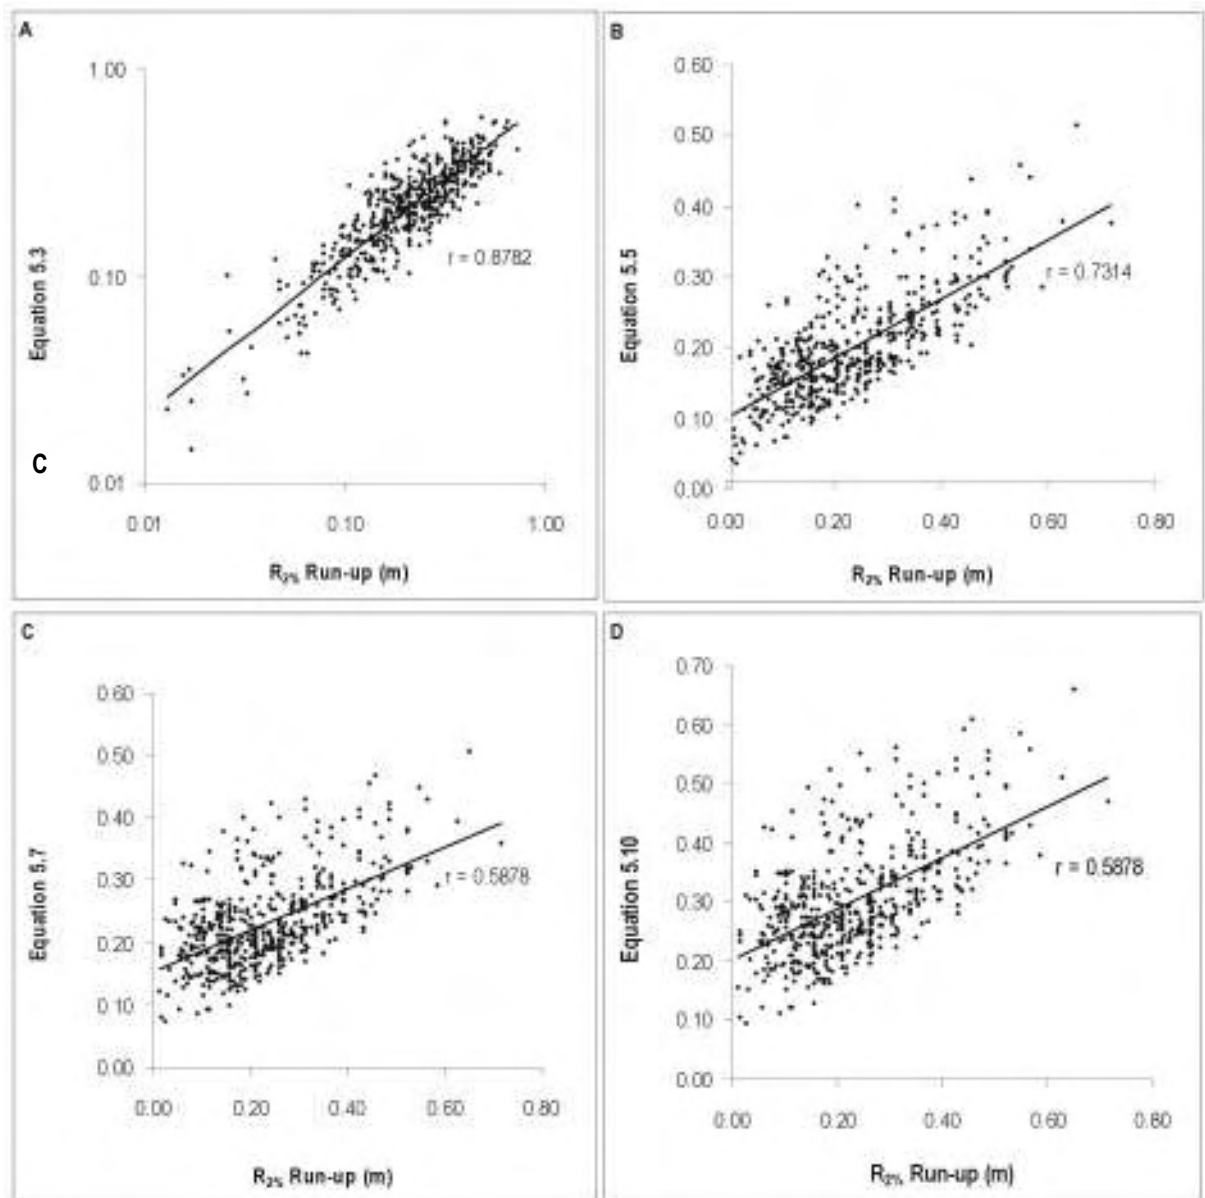 A
1.00
0.10
0.01
0.01 0.10 1.00
Equation 5.3
r = 0.8782
R2% Run-up (m)
C
B
0.60
0.50
0.40
0.30
0.20
0.10
0.00
0.00 0.20 0.40 0.60 0.80
Equation 5.5
r = 0.7314
R2% Run-up (m)
C
0.60
0.50
0.40
0.30
0.20
0.10
0.00
0.00 0.20 0.40 0.60 0.80
Equation 5.7
r = 0.5878
R2% Run-up (m)
D
0.70
0.60
0.50
0.40
0.30
0.20
0.10
0.00
0.00 0.20 0.40 0.60 0.80
Equation 5.10
r = 0.5878
R2% Run-up (m)